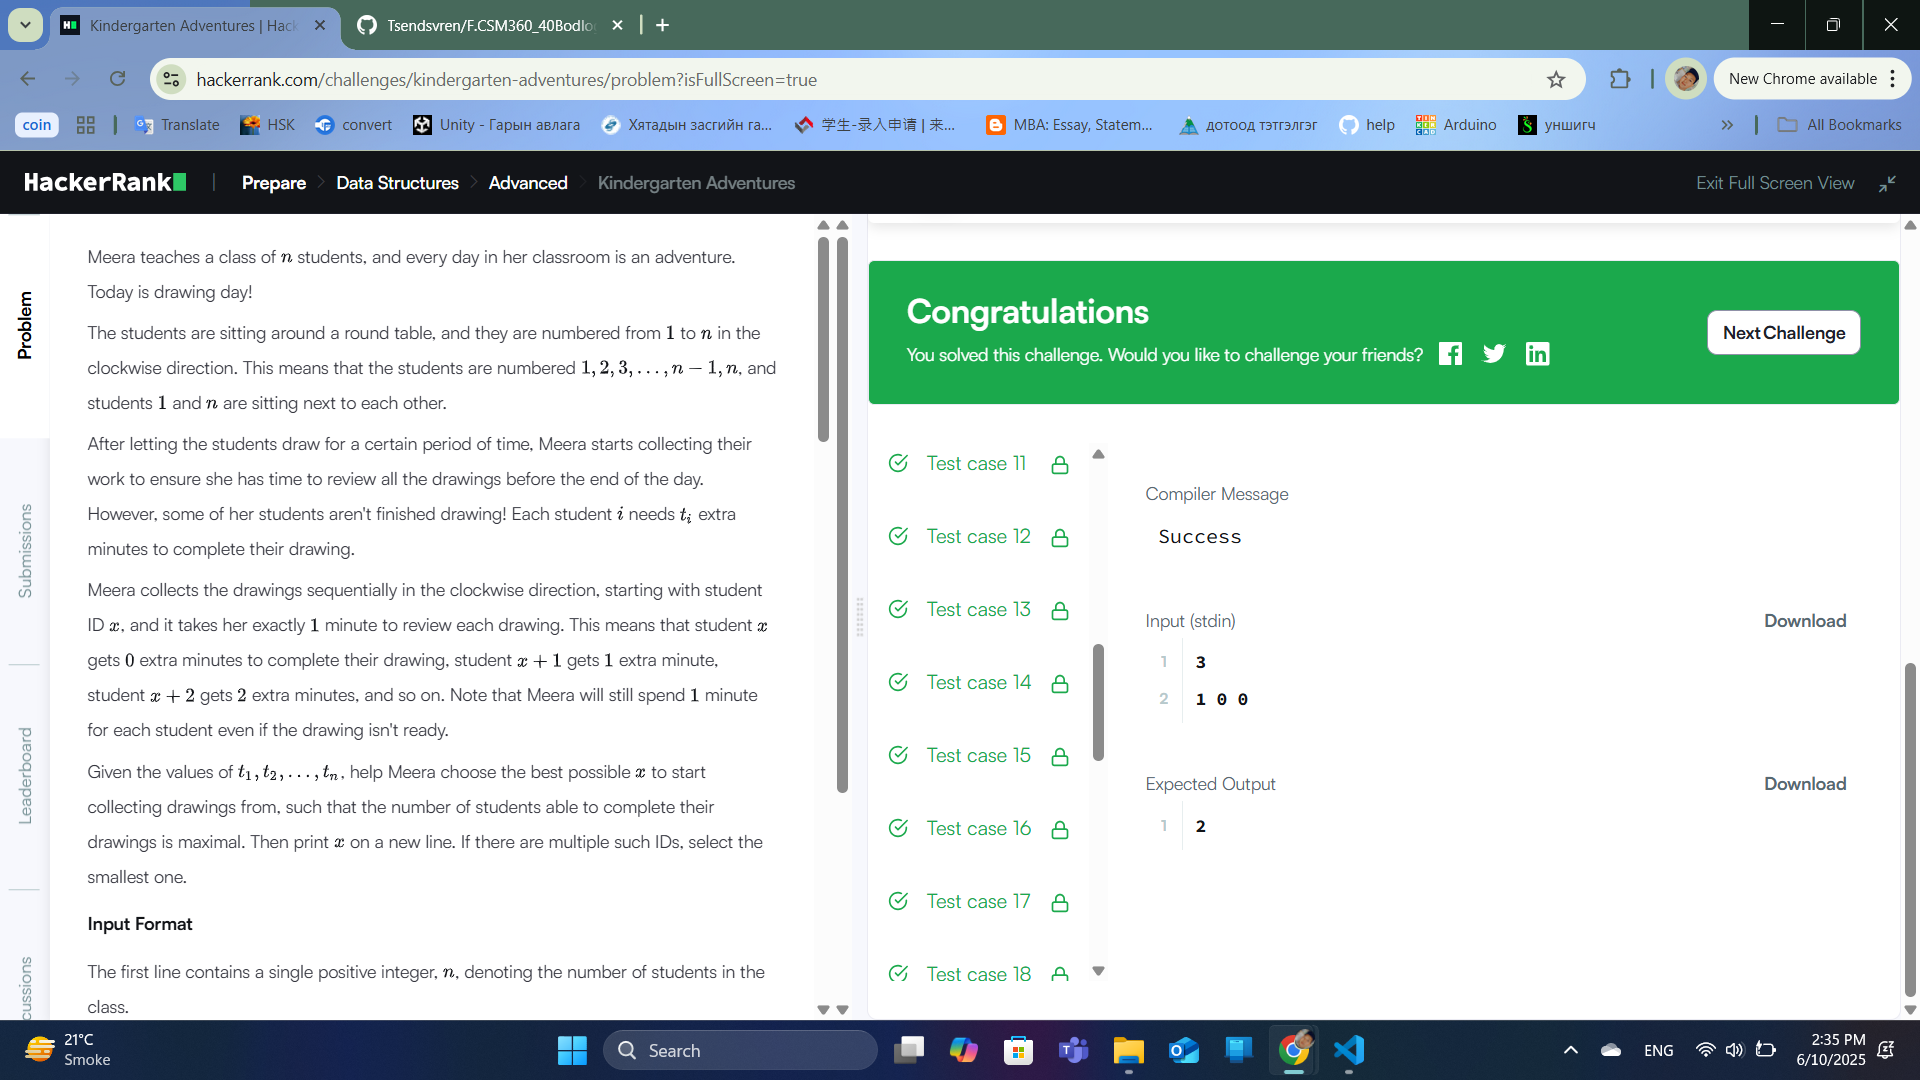 Kindergarten Adventures | Hack
Tsendsvren/F.CSM360_40Bodlo
hackerrank.com/challenges/kindergarten-adventures/problem?isFullScreen=true
New Chrome available
coin
Translate
HSK
convert
Unity - Гарын авлага
Хятадын засгийн га...
学生-录入申请 | 来...
MBA: Essay, Statem...
дотоод тэтгэлгэг
help
Arduino
уншигч
All Bookmarks
HackerRank
Prepare
Data Structures
Advanced
Kindergarten Adventures
Exit Full Screen View
Problem
Submissions
Leaderboard
cussions
Meera teaches a class of n students, and every day in her classroom is an adventure.
Today is drawing day!
The students are sitting around a round table, and they are numbered from 1 to n in the
clockwise direction. This means that the students are numbered 1, 2, 3, . . . , n − 1, n, and
students 1 and n are sitting next to each other.
After letting the students draw for a certain period of time, Meera starts collecting their
work to ensure she has time to review all the drawings before the end of the day.
However, some of her students aren't finished drawing! Each student i needs tᵢ extra
minutes to complete their drawing.
Meera collects the drawings sequentially in the clockwise direction, starting with student
ID x, and it takes her exactly 1 minute to review each drawing. This means that student x
gets 0 extra minutes to complete their drawing, student x + 1 gets 1 extra minute,
student x + 2 gets 2 extra minutes, and so on. Note that Meera will still spend 1 minute
for each student even if the drawing isn't ready.
Given the values of t₁, t₂, . . . , tₙ, help Meera choose the best possible x to start
collecting drawings from, such that the number of students able to complete their
drawings is maximal. Then print x on a new line. If there are multiple such IDs, select the
smallest one.
Input Format
The first line contains a single positive integer, n, denoting the number of students in the
class.
Congratulations
You solved this challenge. Would you like to challenge your friends?
Next Challenge
Test case 11
Test case 12
Test case 13
Test case 14
Test case 15
Test case 16
Test case 17
Test case 18
Compiler Message
Success
Input (stdin)
Download
1 3
2 1 0 0
Expected Output
Download
1 2
21°C
Smoke
Search
ENG
2:35 PM
6/10/2025